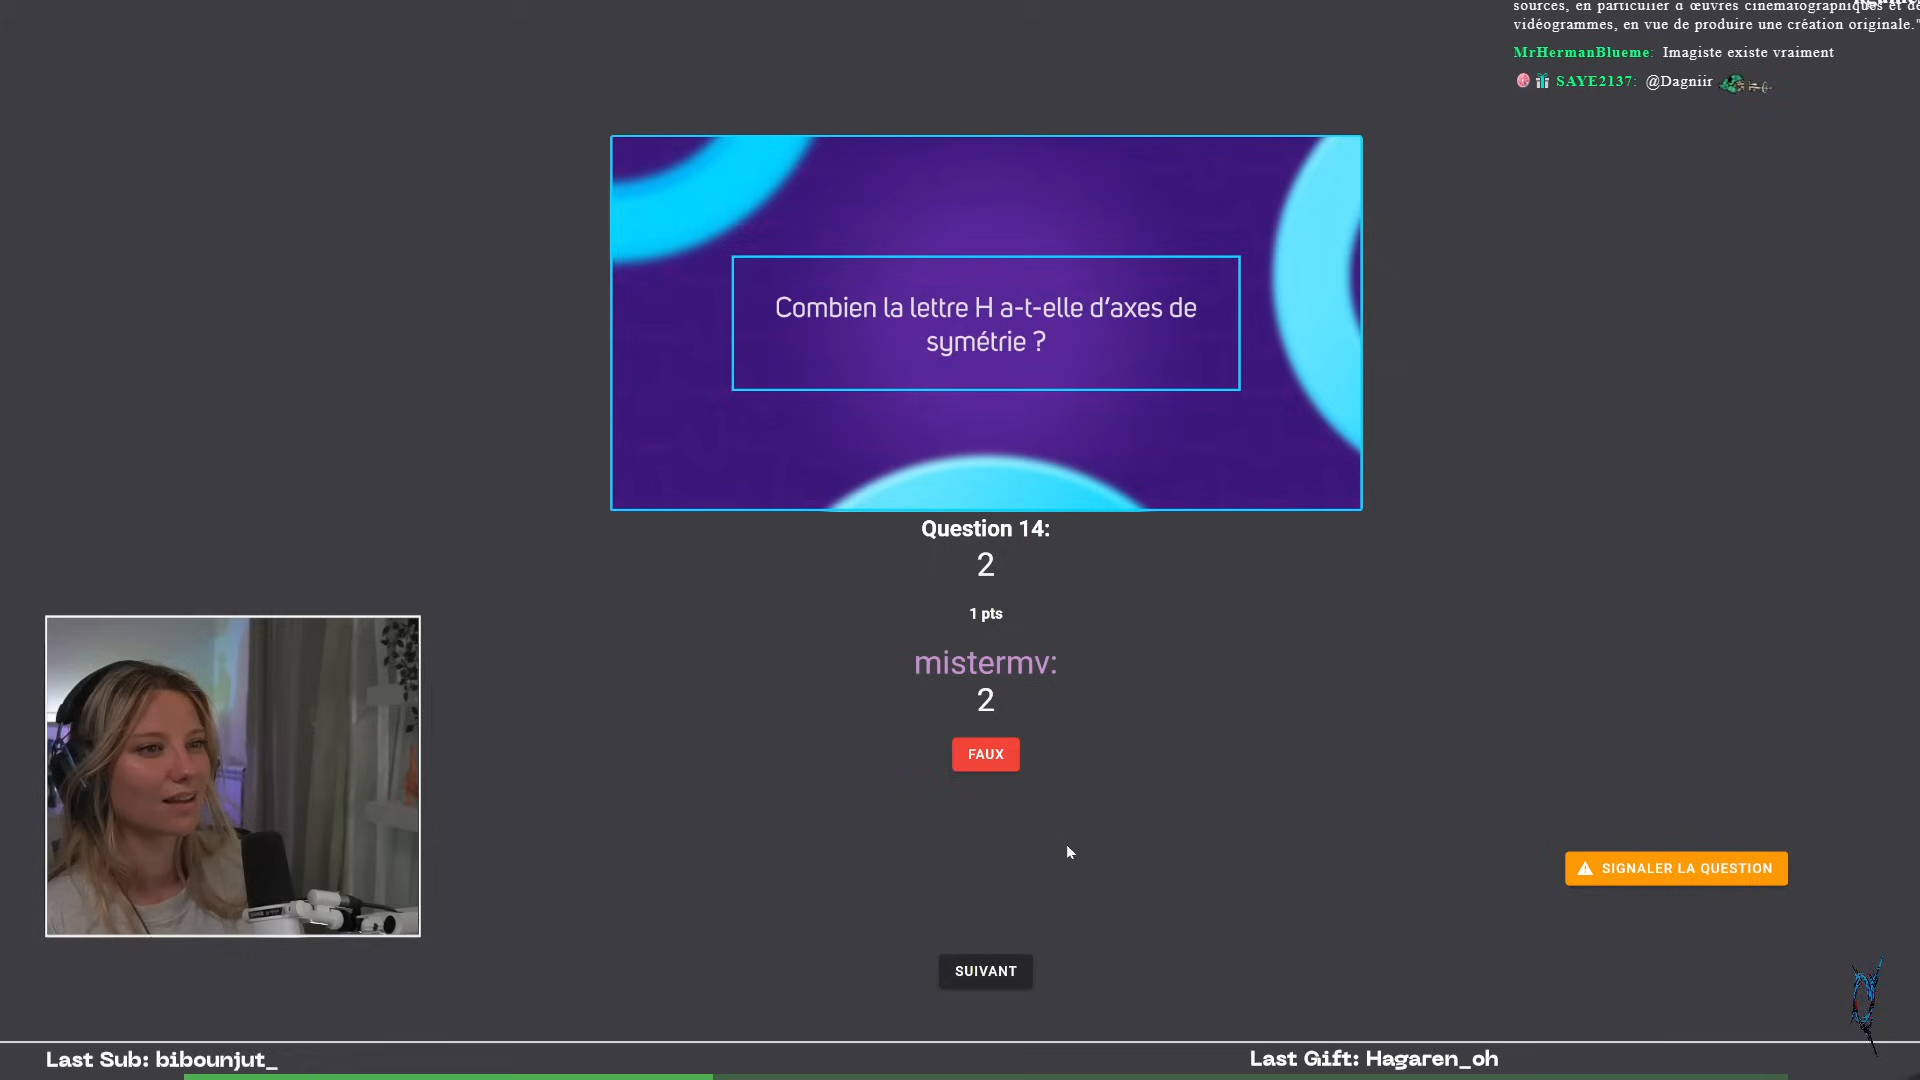 sources, en particulier d'œuvres cinématographiques et de
vidéogrammes, en vue de produire une création originale."
MrHermanBlueme: Imagiste existe vraiment
SAYE2137: @Dagniir
Combien la lettre H a-t-elle d'axes de
symétrie ?
Question 14:
2
1 pts
mistermv:
2
FAUX
SIGNALER LA QUESTION
SUIVANT
Last Sub: bibounjut_
Last Gift: Hagaren_oh